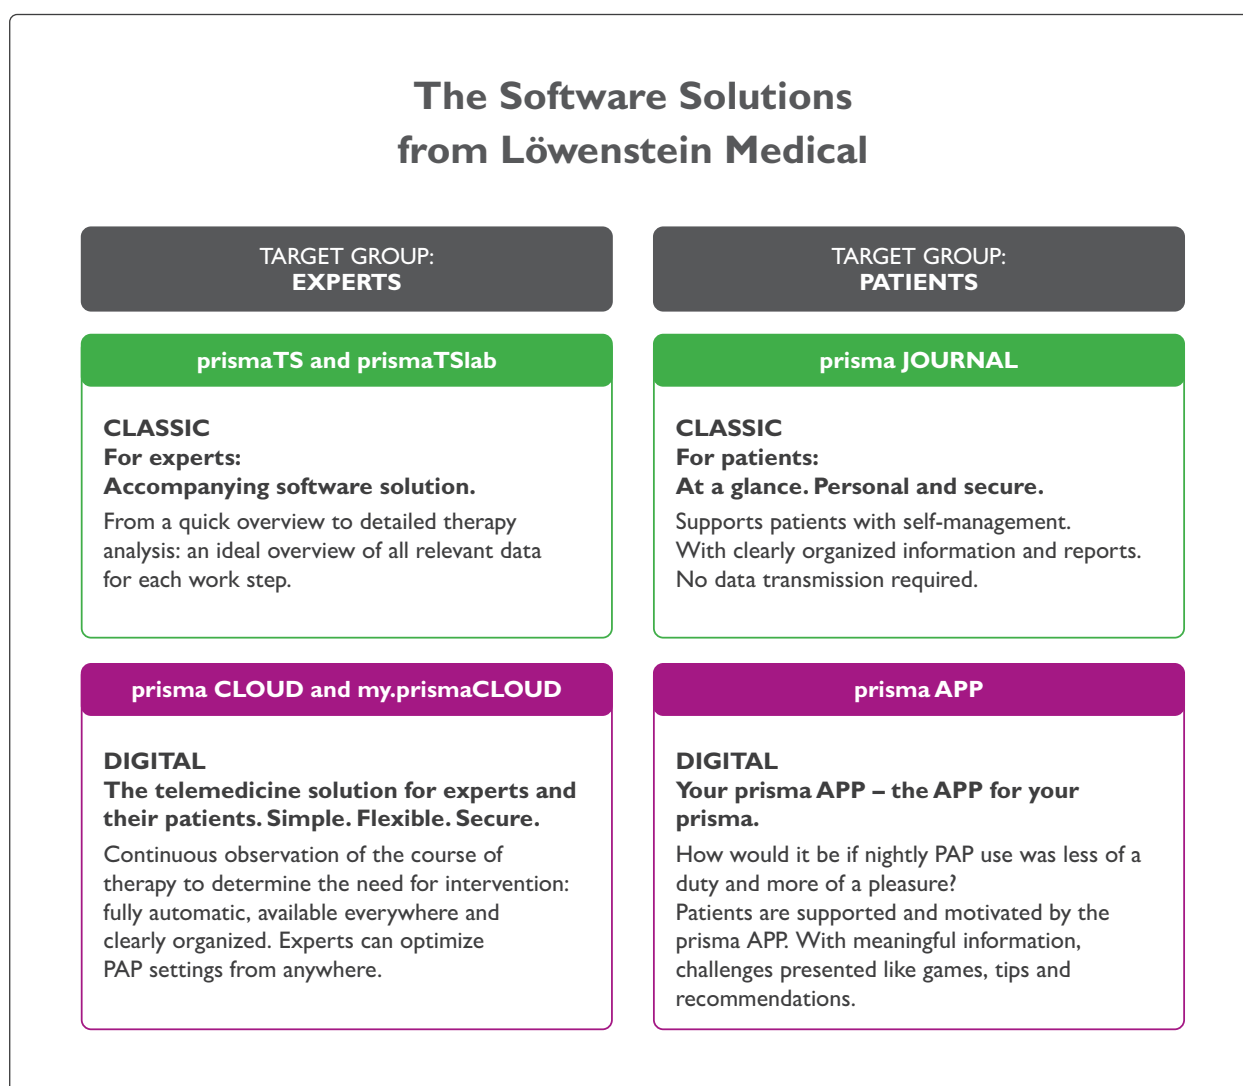 The Software Solutions
from Löwenstein Medical
TARGET GROUP:
EXPERTS
prismaTS and prismaTSlab
CLASSIC
For experts:
Accompanying software solution.
From a quick overview to detailed therapy
analysis: an ideal overview of all relevant data
for each work step.
prisma CLOUD and my.prismaCLOUD
DIGITAL
The telemedicine solution for experts and
their patients. Simple. Flexible. Secure.
Continuous observation of the course of
therapy to determine the need for intervention:
fully automatic, available everywhere and
clearly organized. Experts can optimize
PAP settings from anywhere.
TARGET GROUP:
PATIENTS
prisma JOURNAL
CLASSIC
For patients:
At a glance. Personal and secure.
Supports patients with self-management.
With clearly organized information and reports.
No data transmission required.
prisma APP
DIGITAL
Your prisma APP – the APP for your
prisma.
How would it be if nightly PAP use was less of a
duty and more of a pleasure?
Patients are supported and motivated by the
prisma APP. With meaningful information,
challenges presented like games, tips and
recommendations.